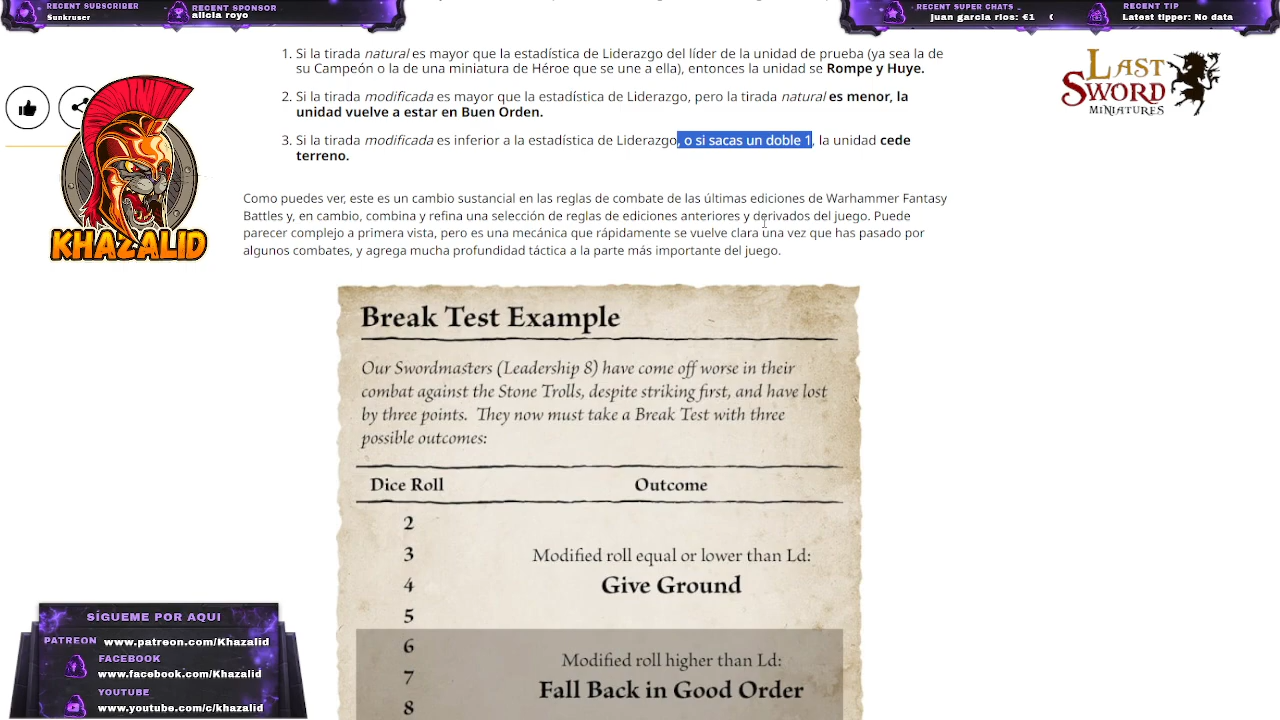 RECENT SUBSCRIBER
Sunkruser
RECENT SPONSOR
alicia royo
RECENT SUPER CHATS
juan garcia rios: €1
RECENT TIP
Latest tipper: No data
1. Si la tirada natural es mayor que la estadística de Liderazgo del líder de la unidad de prueba (ya sea la de
su Campeón o la de una miniatura de Héroe que se une a ella), entonces la unidad se Rompe y Huye.
2. Si la tirada modificada es mayor que la estadística de Liderazgo, pero la tirada natural es menor, la
unidad vuelve a estar en Buen Orden.
3. Si la tirada modificada es inferior a la estadística de Liderazgo, o si sacas un doble 1, la unidad cede
terreno.
LAST
SWORD
MINIATURES
KHAZALID
Como puedes ver, este es un cambio sustancial en las reglas de combate de las últimas ediciones de Warhammer Fantasy
Battles y, en cambio, combina y refina una selección de reglas de ediciones anteriores y derivados del juego. Puede
parecer complejo a primera vista, pero es una mecánica que rápidamente se vuelve clara una vez que has pasado por
algunos combates, y agrega mucha profundidad táctica a la parte más importante del juego.
Break Test Example
Our Swordmasters (Leadership 8) have come off worse in their
combat against the Stone Trolls, despite striking first, and have lost
by three points. They now must take a Break Test with three
possible outcomes:
Dice Roll Outcome
2
3
Modified roll equal or lower than Ld:
4
Give Ground
5
6
Modified roll higher than Ld:
7
Fall Back in Good Order
8
SÍGUEME POR AQUI
PATREON www.patreon.com/Khazalid
FACEBOOK
www.facebook.com/Khazalid
YOUTUBE
www.youtube.com/c/khazalid